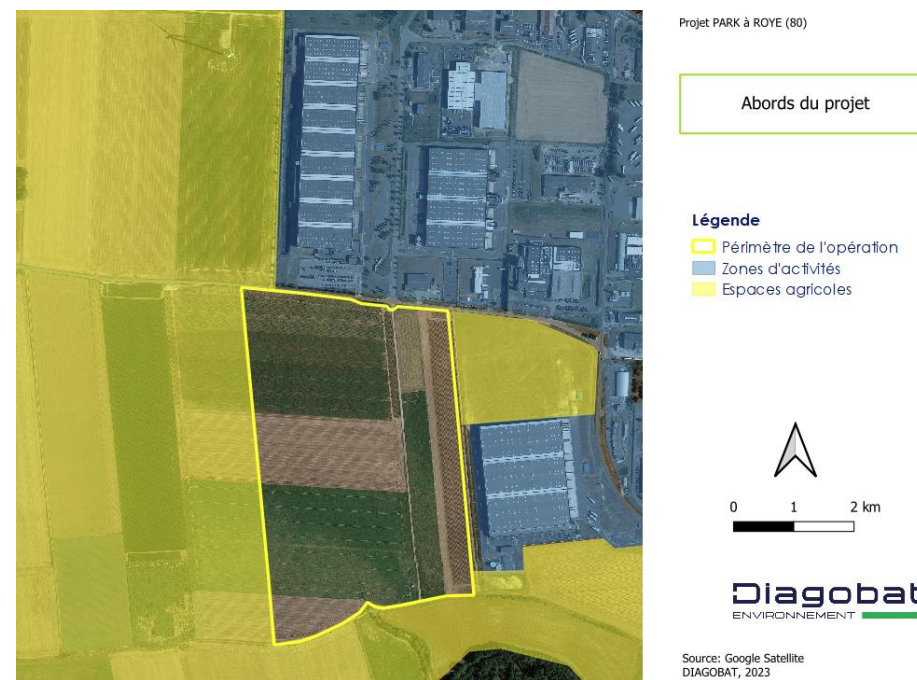 Projet PARK à ROYE (80)
Abords du projet
Légende
Périmètre de l'opération
Zones d'activités
Espaces agricoles
0 1 2 km
Diagobat
ENVIRONNEMENT
Source: Google Satellite
DIAGOBAT, 2023